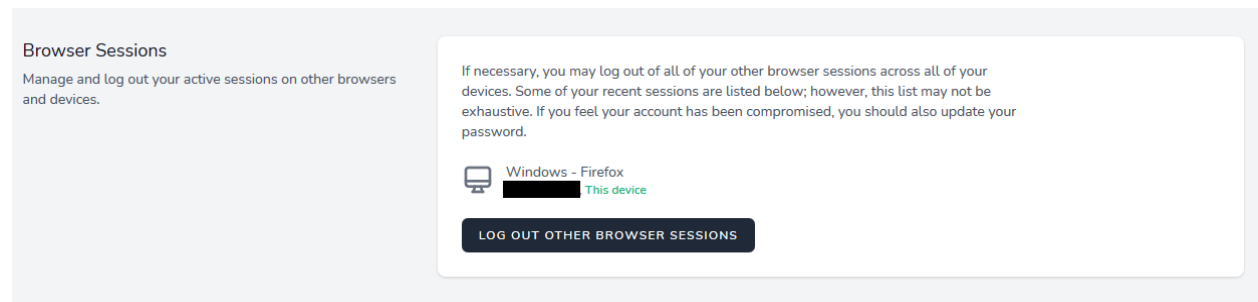 Browser Sessions
Manage and log out your active sessions on other browsers
and devices.
If necessary, you may log out of all of your other browser sessions across all of your
devices. Some of your recent sessions are listed below; however, this list may not be
exhaustive. If you feel your account has been compromised, you should also update your
password.
Windows - Firefox
, This device
LOG OUT OTHER BROWSER SESSIONS